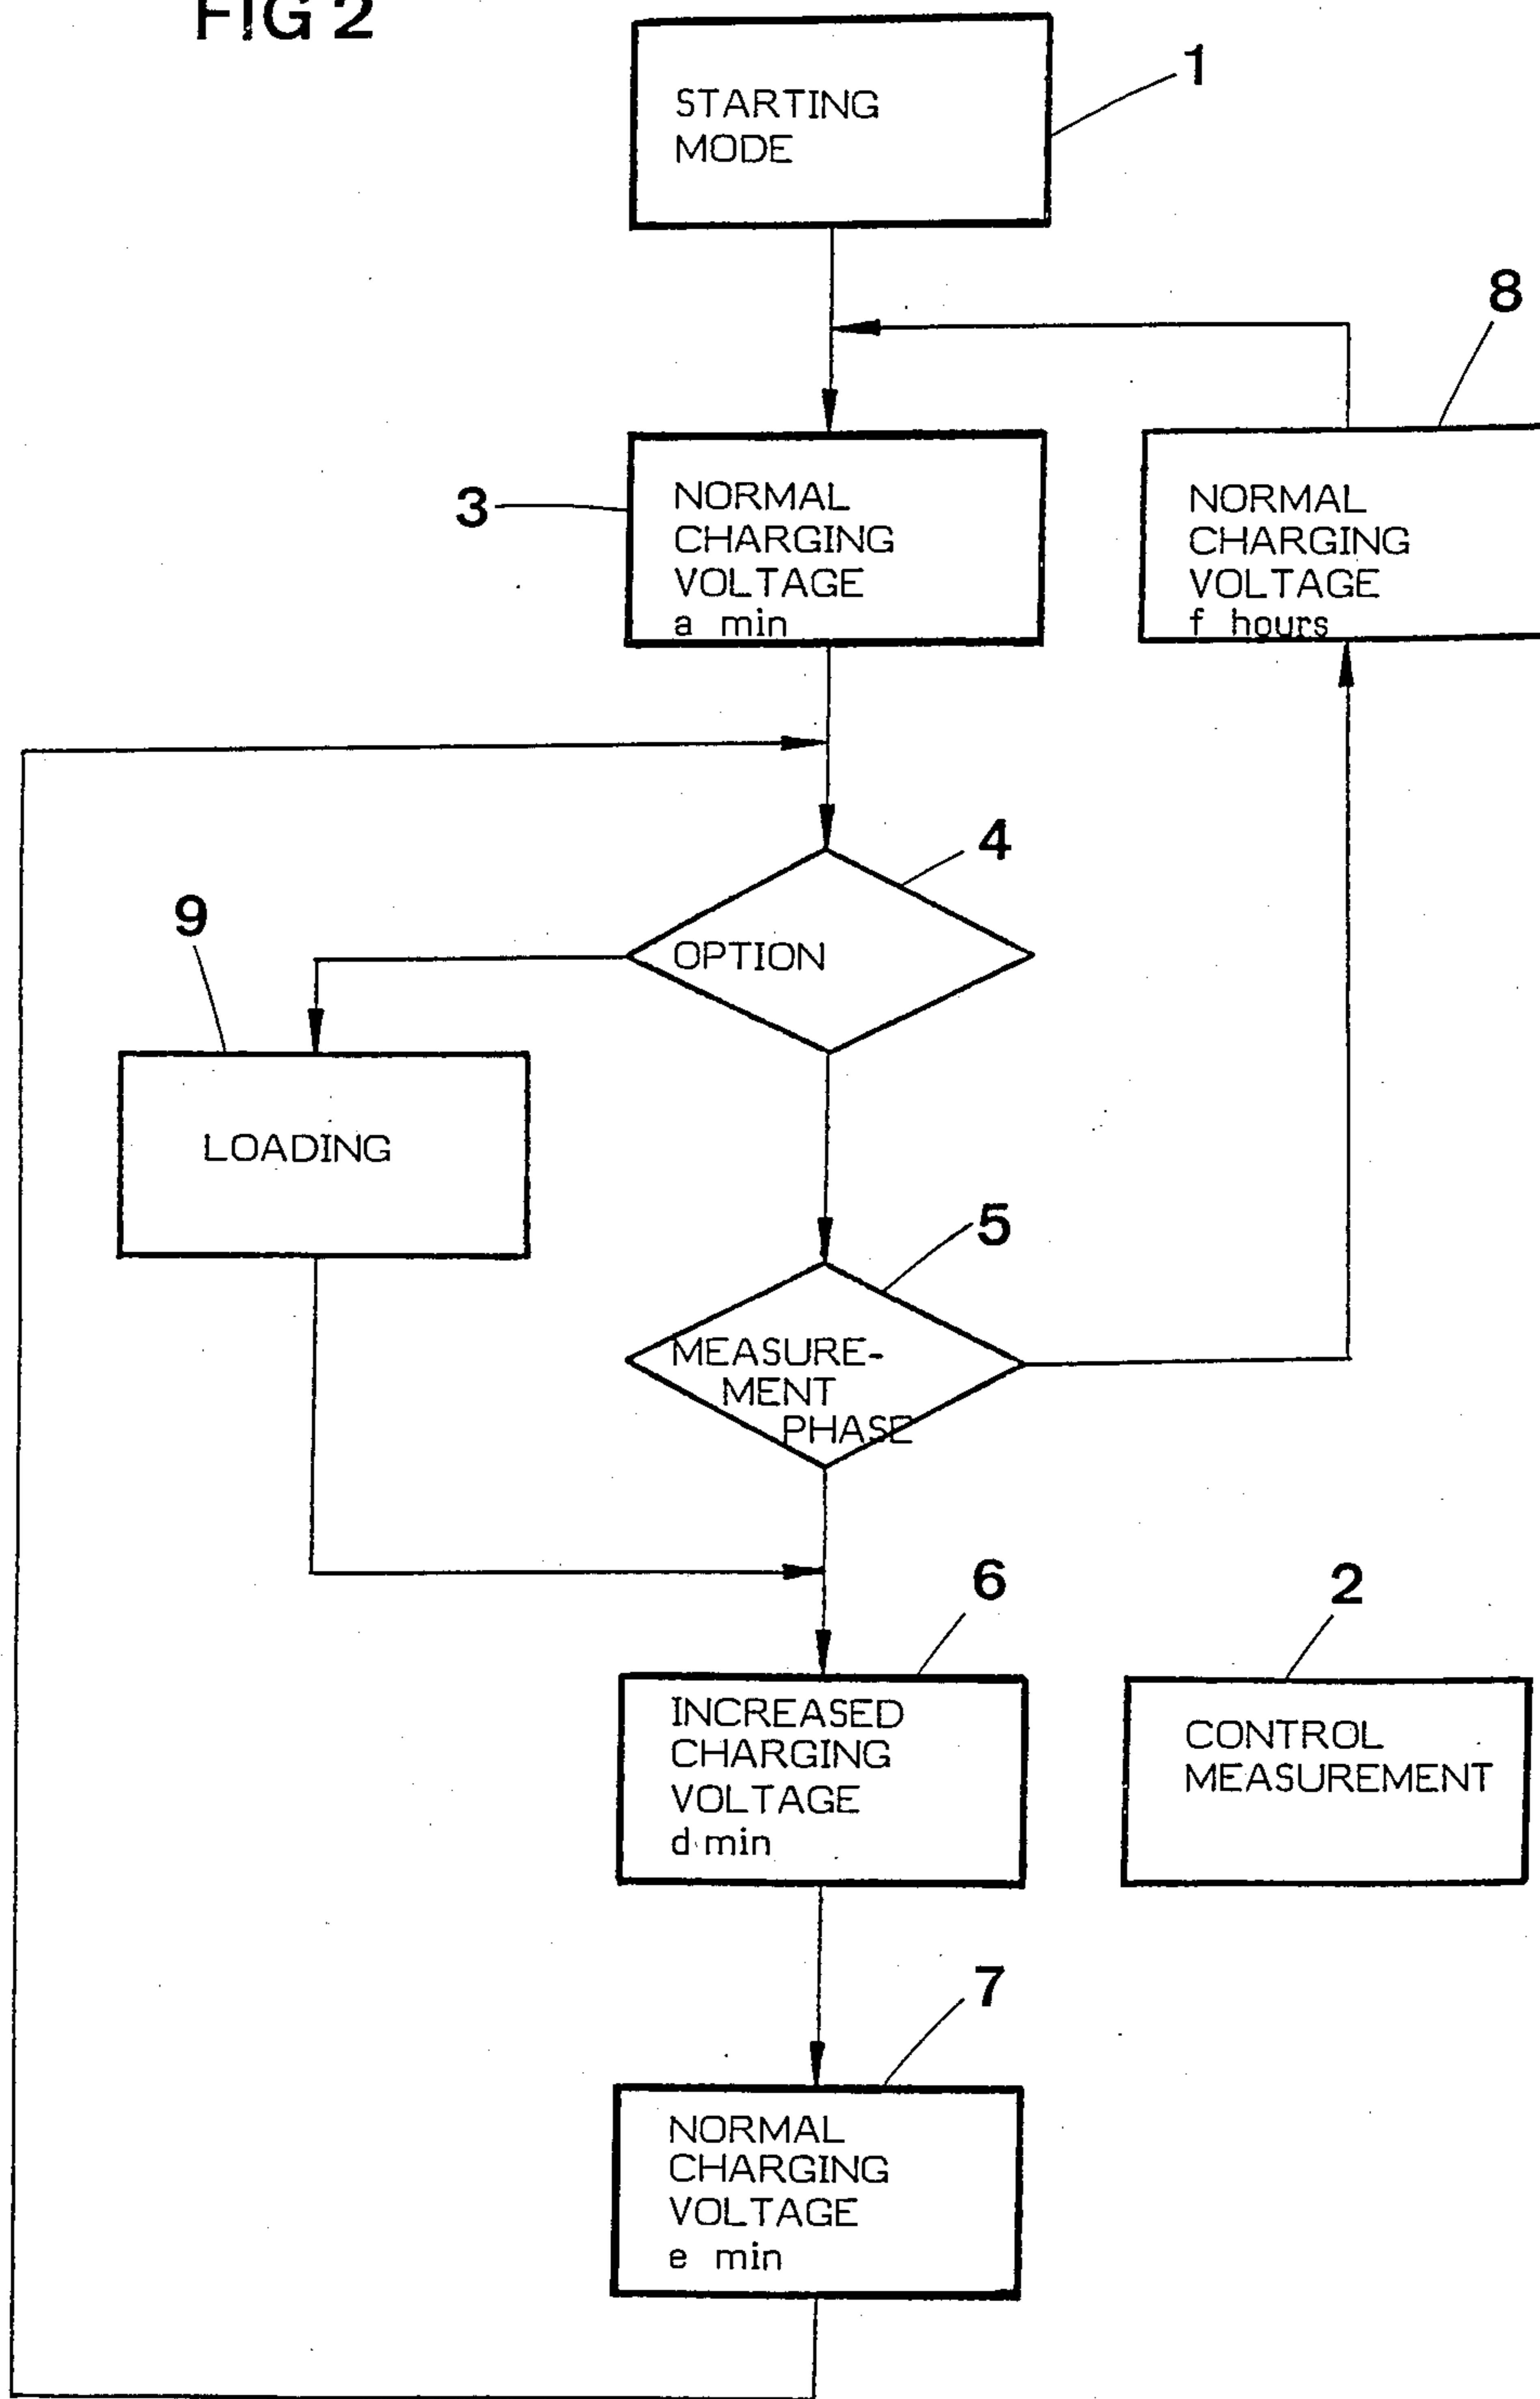 FIG 2
STARTING
MODE
1
8
3
NORMAL
CHARGING
VOLTAGE
a min
NORMAL
CHARGING
VOLTAGE
f hours
4
OPTION
9
LOADING
5
MEASURE-
MENT
PHASE
6
2
INCREASED
CHARGING
VOLTAGE
d min
CONTROL
MEASUREMENT
7
NORMAL
CHARGING
VOLTAGE
e min